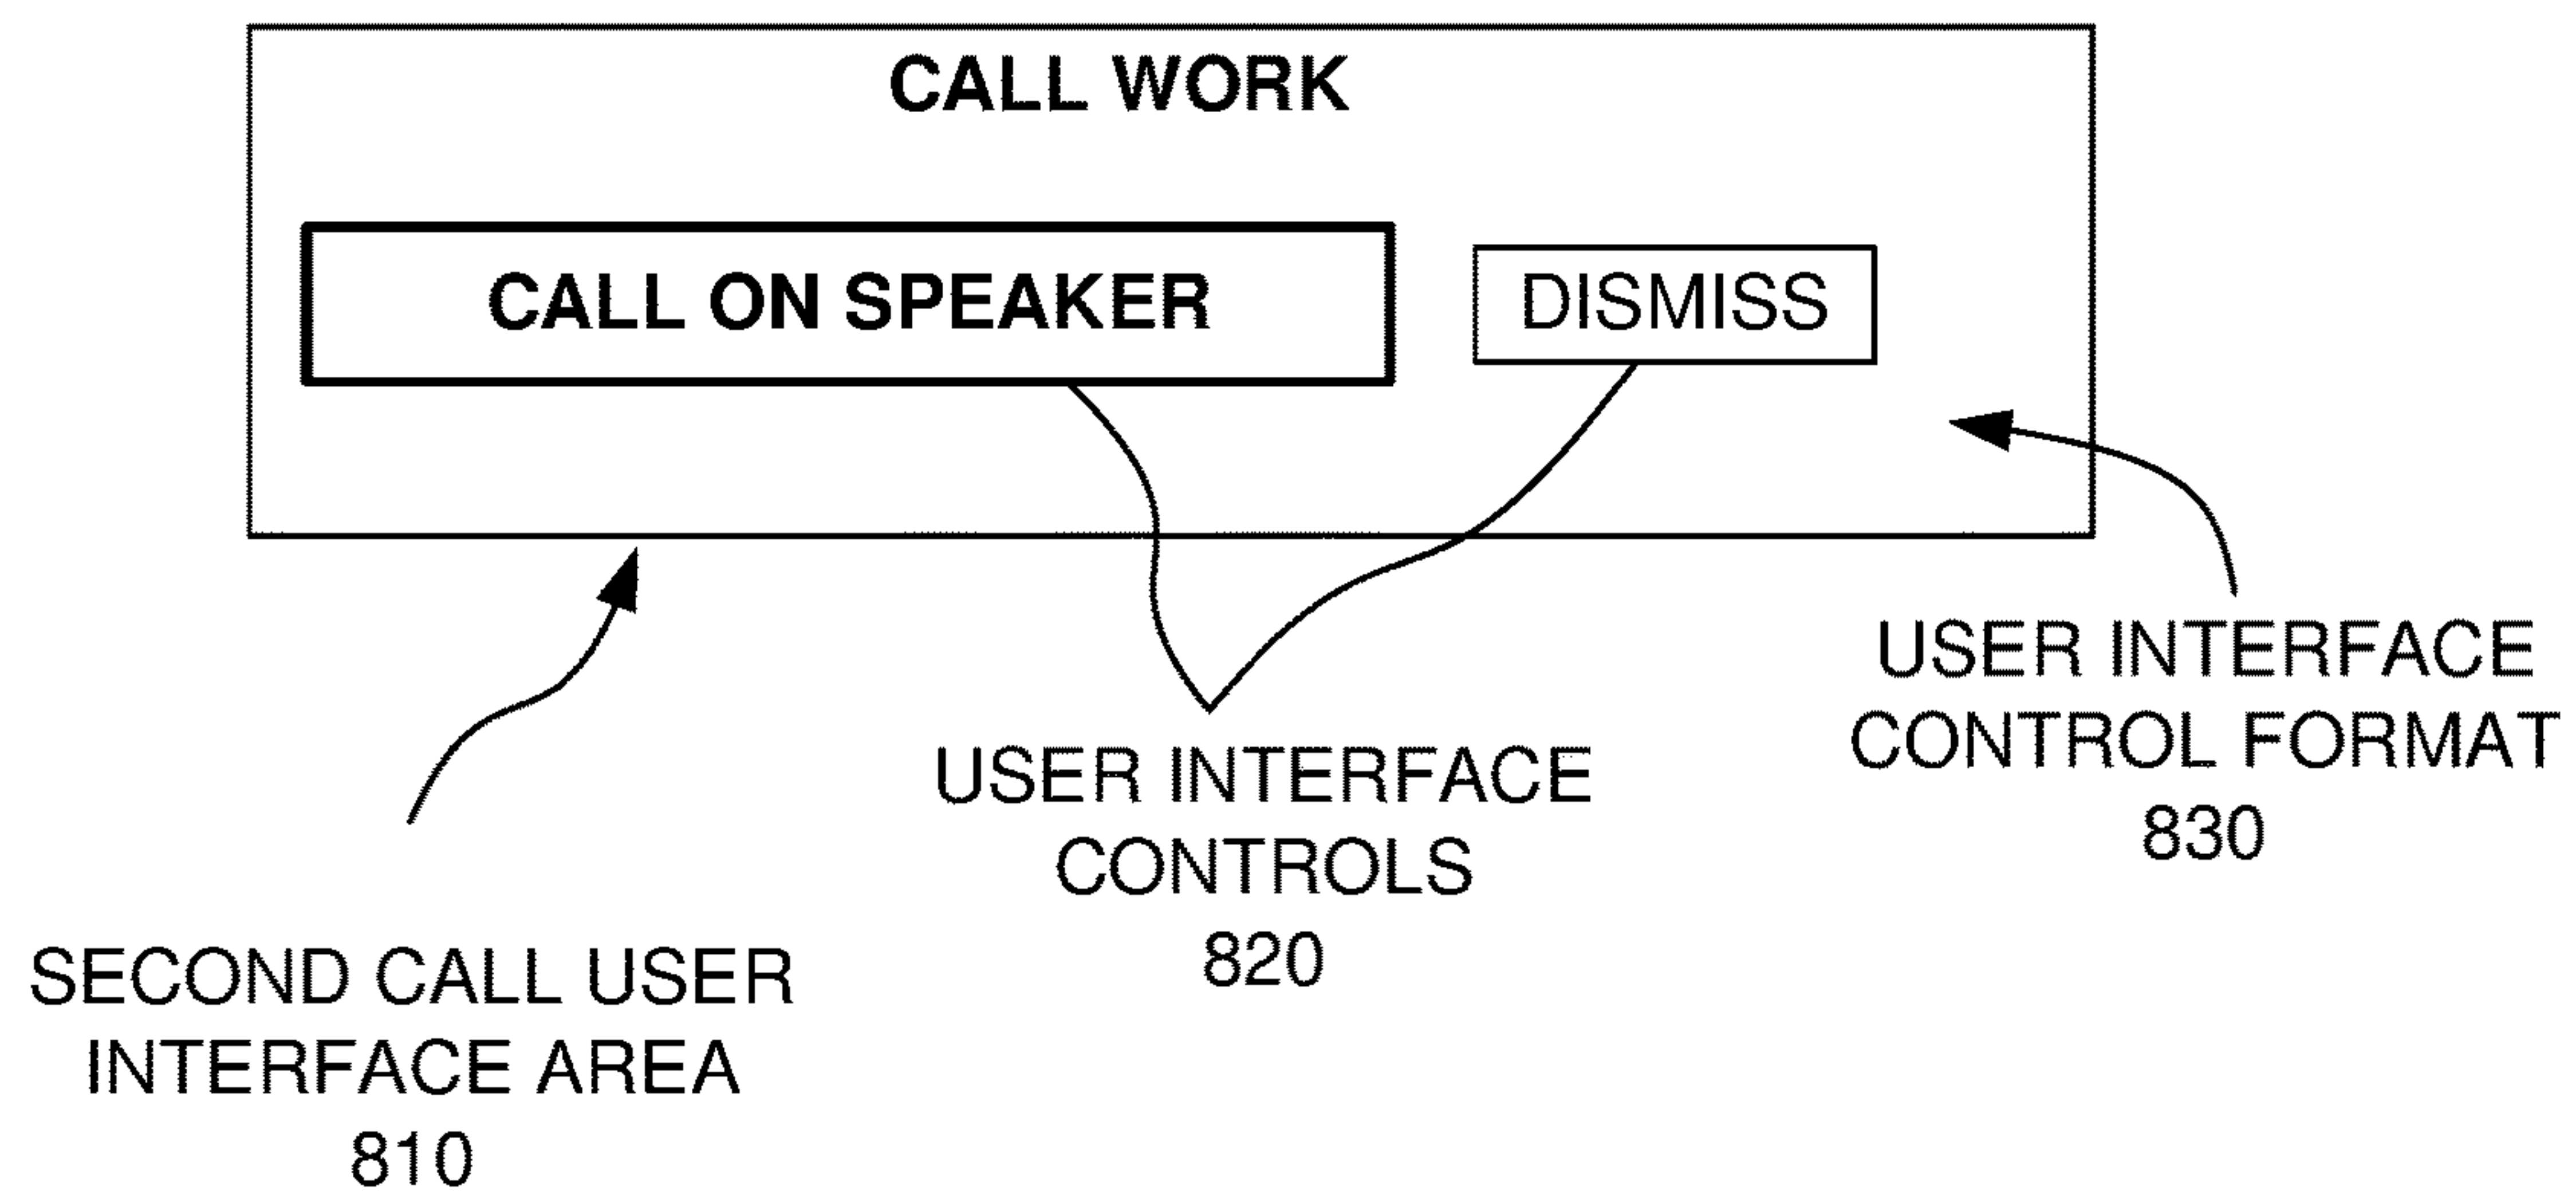 CALL WORK
CALL ON SPEAKER
DISMISS
USER INTERFACE
CONTROL FORMAT
830
USER INTERFACE
CONTROLS
820
SECOND CALL USER
INTERFACE AREA
810